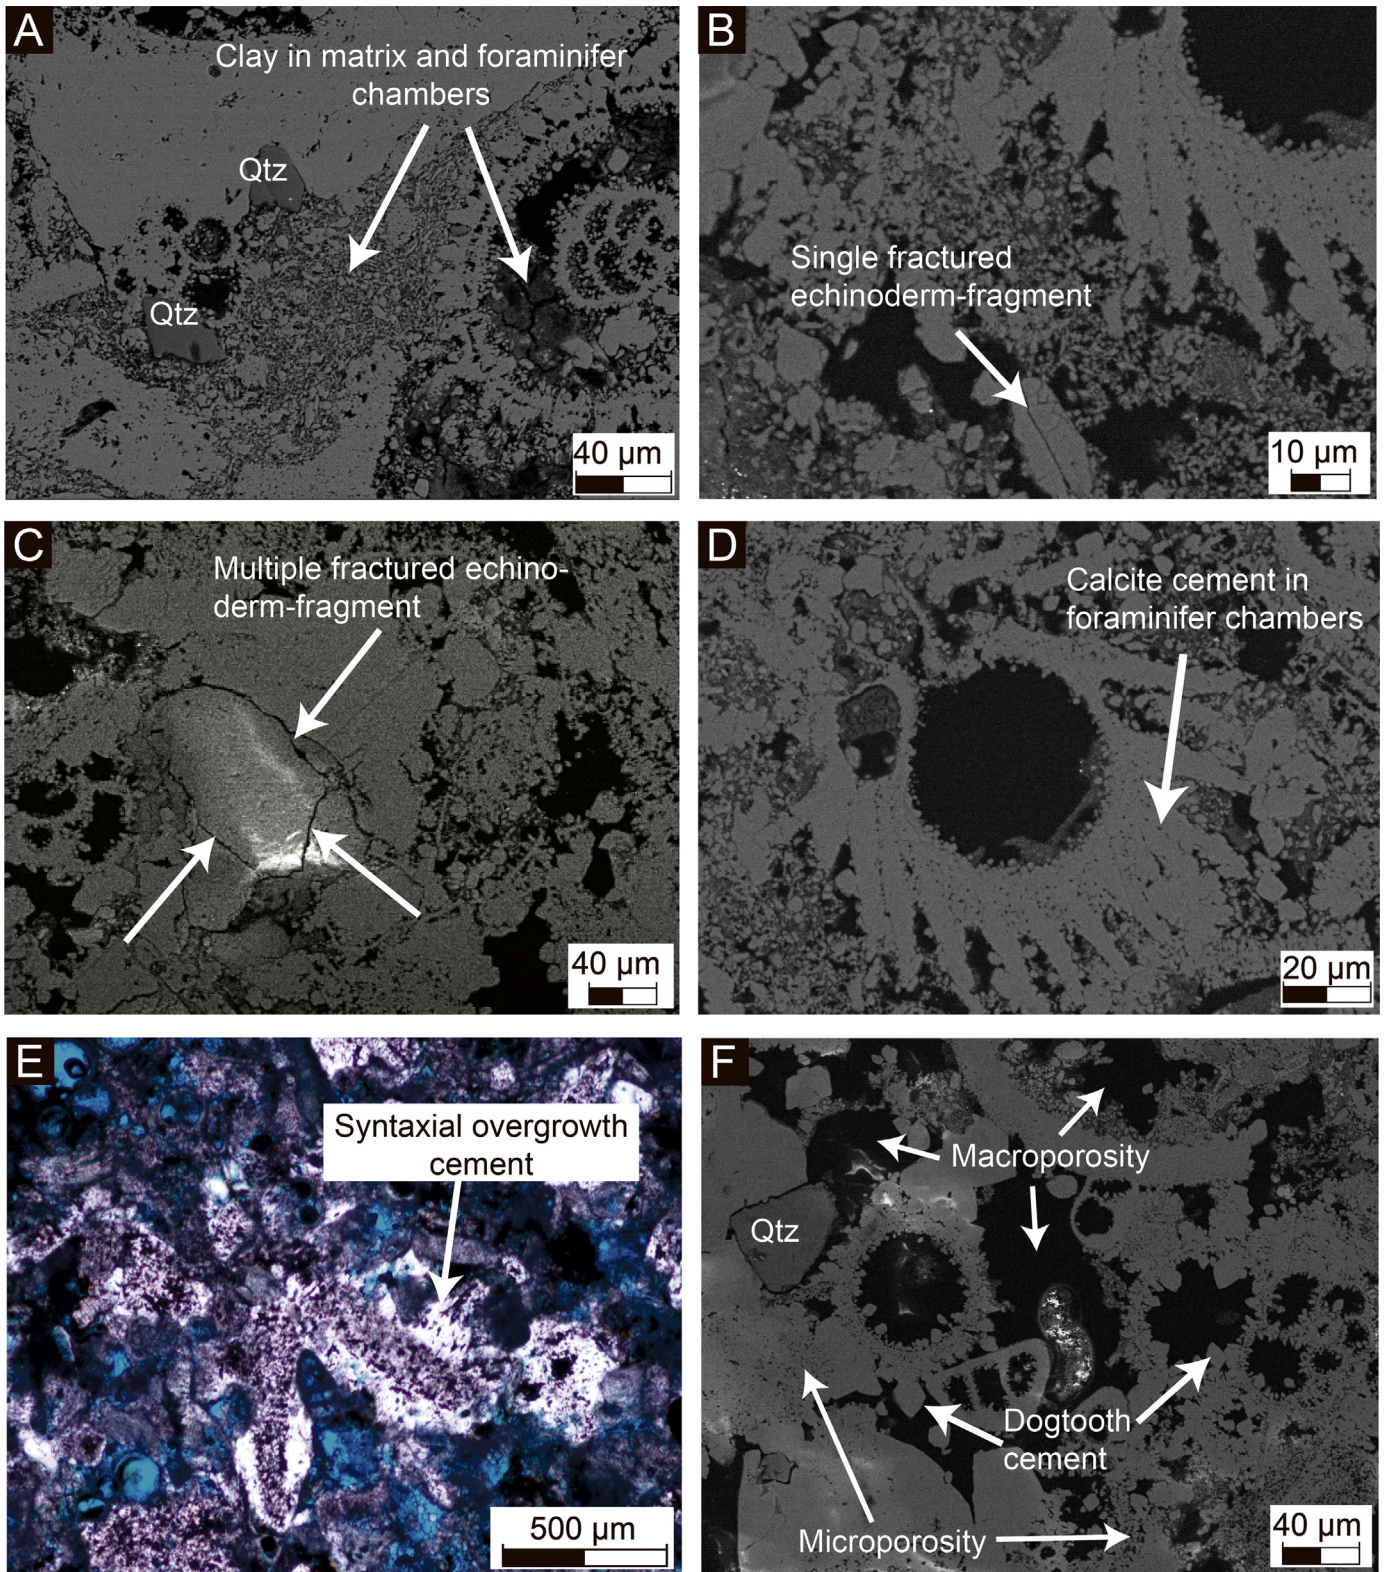 A
Clay in matrix and foraminifer
chambers
Qtz
Qtz
40 µm
B
Single fractured
echinoderm-fragment
10 µm
C
Multiple fractured echino-
derm-fragment
40 µm
D
Calcite cement in
foraminifer chambers
20 µm
E
Syntaxial overgrowth
cement
500 µm
F
Macroporosity
Qtz
Dogtooth
cement
Microporosity
40 µm